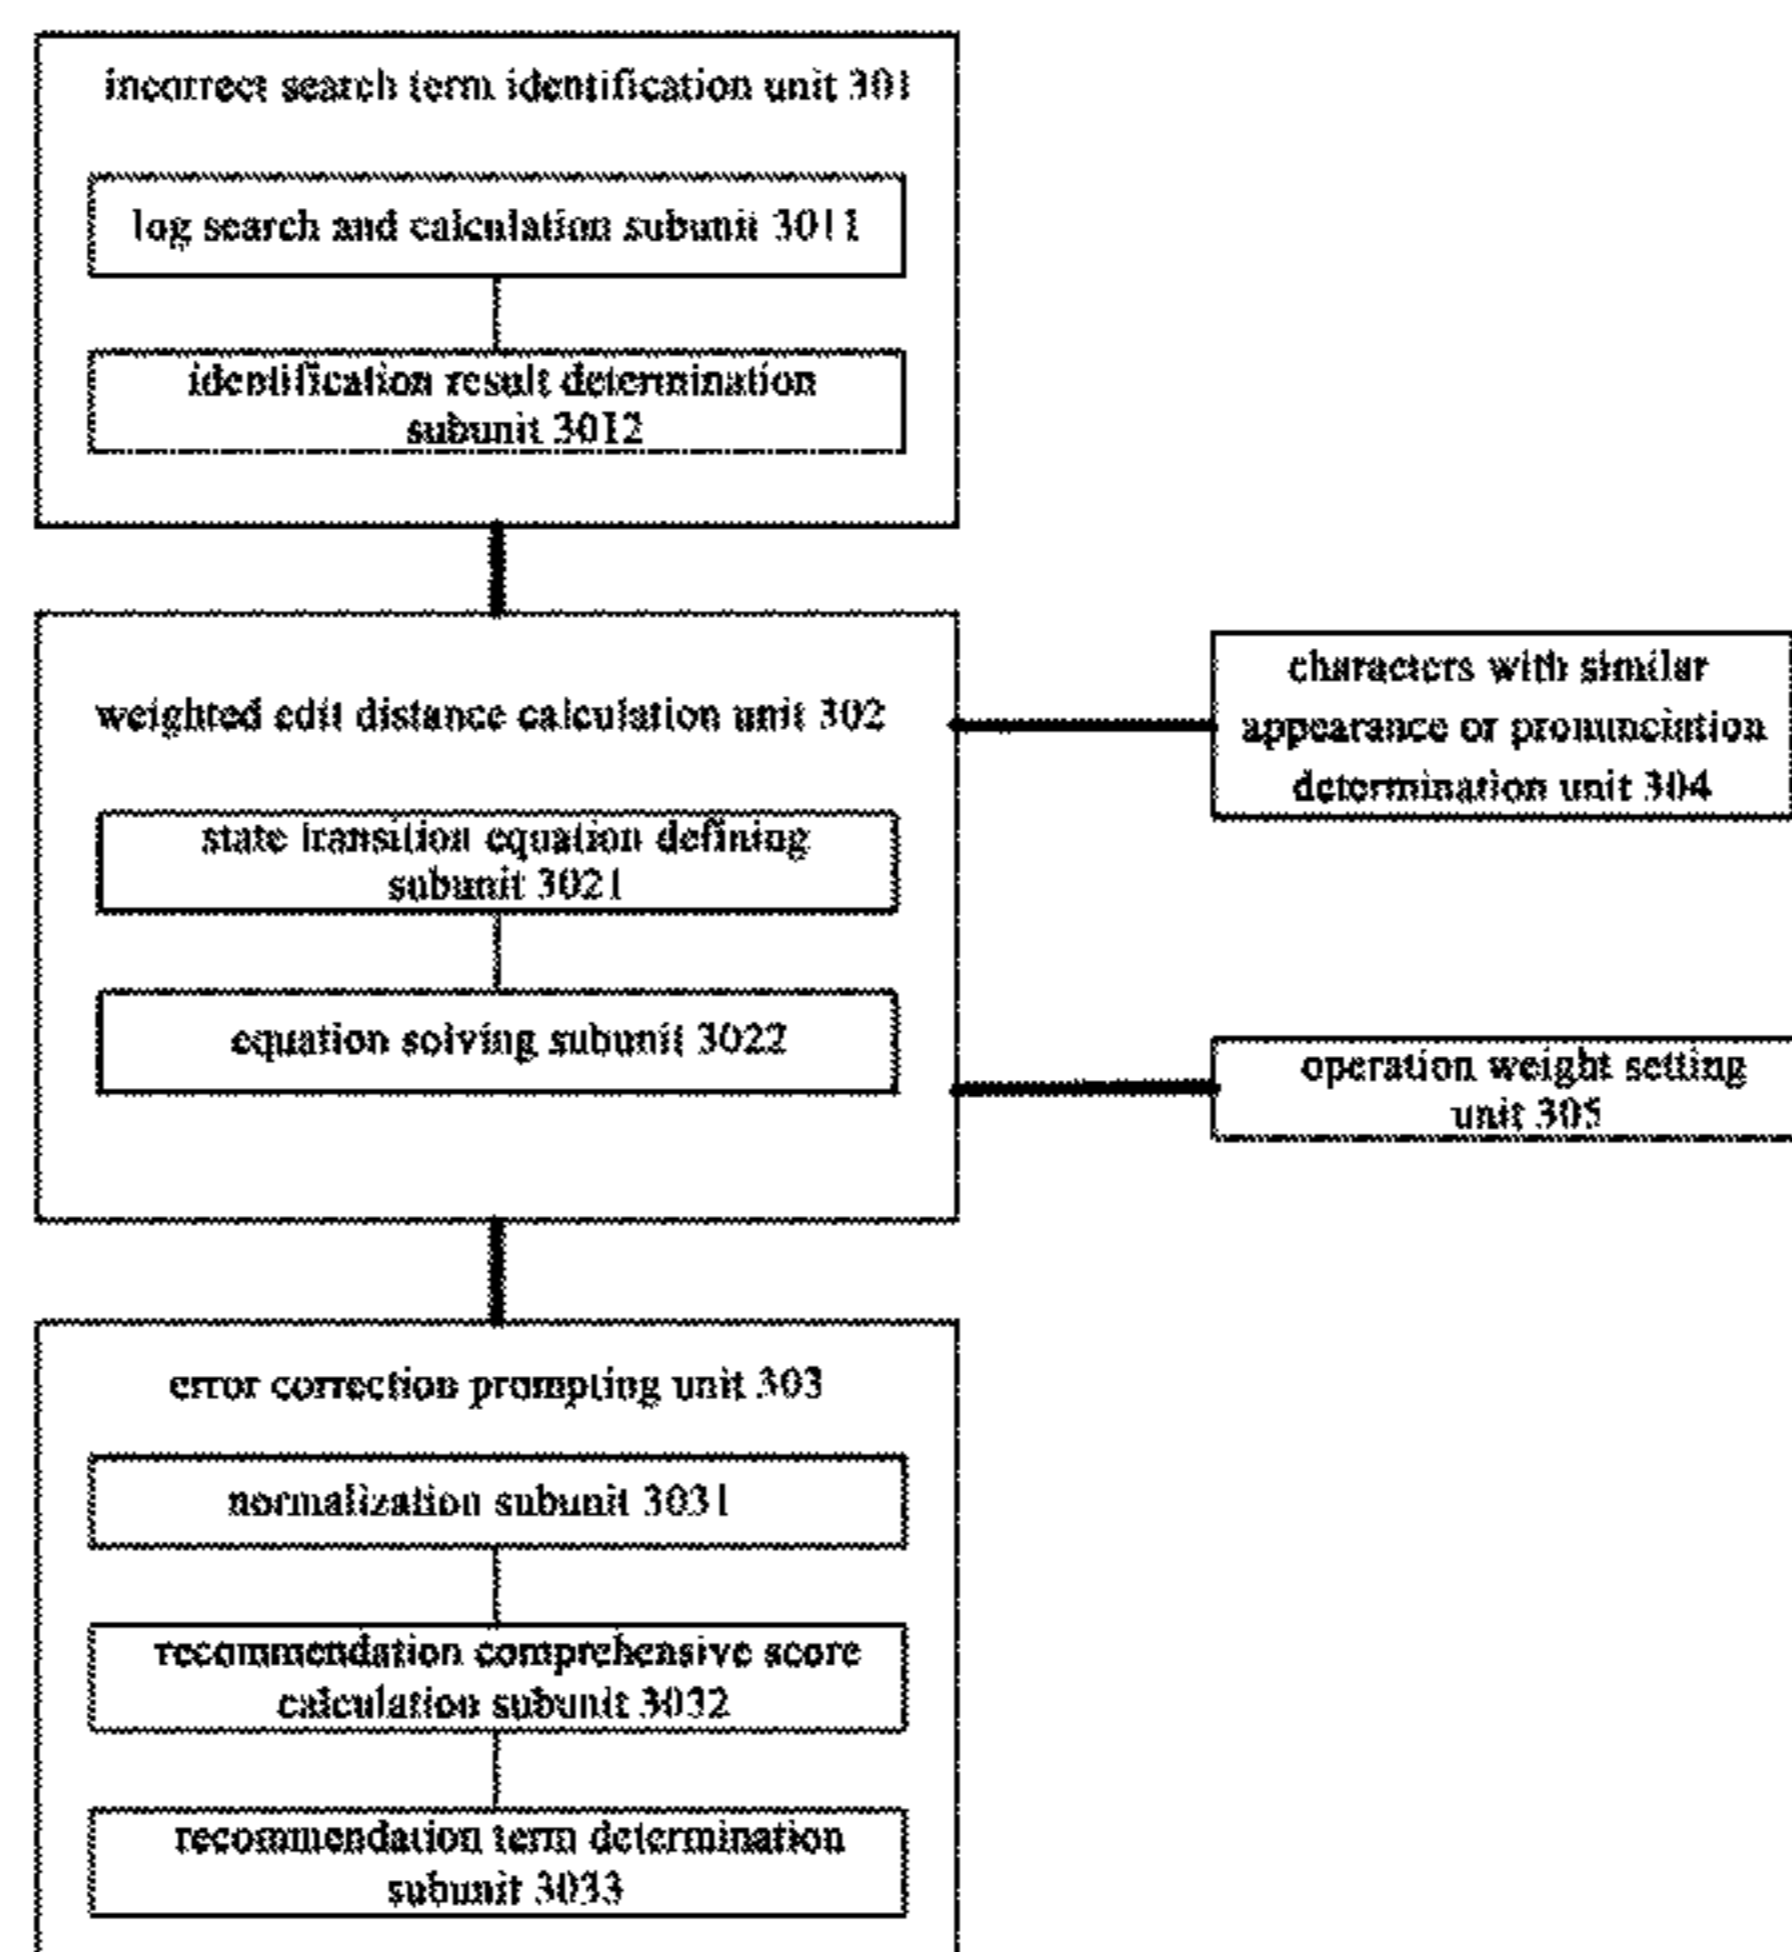 incorrect search term identification unit 301
log search and calculation subunit 3011
identification result determination
subunit 3012
weighted edit distance calculation unit 302
state transition equation defining
subunit 3021
equation solving subunit 3022
characters with similar
appearance or pronunciation
determination unit 304
operation weight setting
unit 305
error correction prompting unit 303
normalization subunit 3031
recommendation comprehensive score
calculation subunit 3032
recommendation term determination
subunit 3033